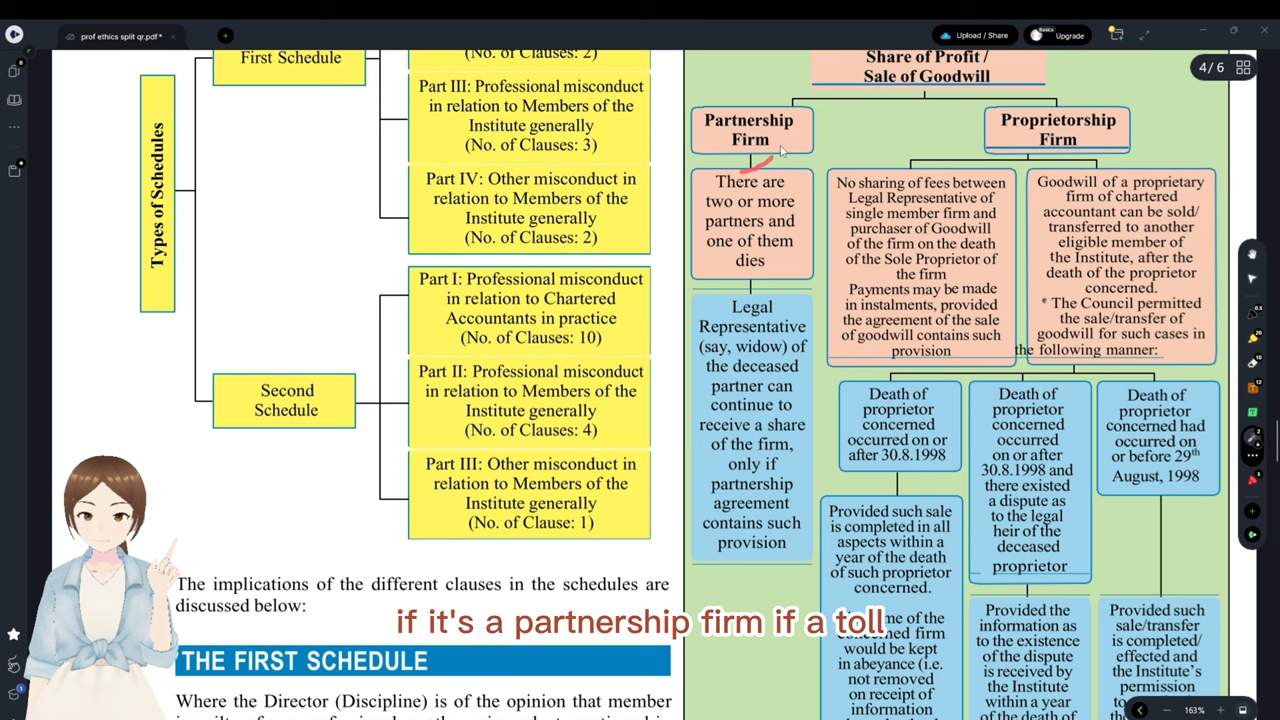 prof ethics split qr.pdf*
Upload / Share
Upgrade
4/6
Types of Schedules
First Schedule
(No. of Clauses: 2)
Part III: Professional misconduct
in relation to Members of the
Institute generally
(No. of Clauses: 3)
Part IV: Other misconduct in
relation to Members of the
Institute generally
(No. of Clauses: 2)
Second
Schedule
Part I: Professional misconduct
in relation to Chartered
Accountants in practice
(No. of Clauses: 10)
Part II: Professional misconduct
in relation to Members of the
Institute generally
(No. of Clauses: 4)
Part III: Other misconduct in
relation to Members of the
Institute generally
(No. of Clause: 1)
The implications of the different clauses in the schedules are
discussed below:
THE FIRST SCHEDULE
Where the Director (Discipline) is of the opinion that member
Share of Profit /
Sale of Goodwill
Partnership
Firm
There are
two or more
partners and
one of them
dies
Legal
Representative
(say, widow) of
the deceased
partner can
continue to
receive a share
of the firm,
only if
partnership
agreement
contains such
provision
Proprietorship
Firm
No sharing of fees between
Legal Representative of
single member firm and
purchaser of Goodwill
of the firm on the death
of the Sole Proprietor of
the firm
Payments may be made
in instalments, provided
the agreement of the sale
of goodwill contains such
provision
Goodwill of a proprietary
firm of chartered
accountant can be sold/
transferred to another
eligible member of
the Institute, after the
death of the proprietor
concerned.
* The Council permitted
the sale/transfer of
goodwill for such cases in
the following manner:
Death of
proprietor
concerned
occurred on or
after 30.8.1998
Provided such sale
is completed in all
aspects within a
year of the death
of such proprietor
concerned.
me of the
concerned firm
would be kept
in abeyance (i.e.
not removed
on receipt of
information
Death of
proprietor
concerned
occurred
on or after
30.8.1998 and
there existed
a dispute as
to the legal
heir of the
deceased
proprietor
Provided the
information as
to the existence
of the dispute
is received by
the Institute
within a year
of the death of
Death of
proprietor
concerned had
occurred on
or before 29th
August, 1998
Provided such
sale/transfer
is completed/
effected and
the Institute's
permission
if it's a partnership firm if a toll
163%